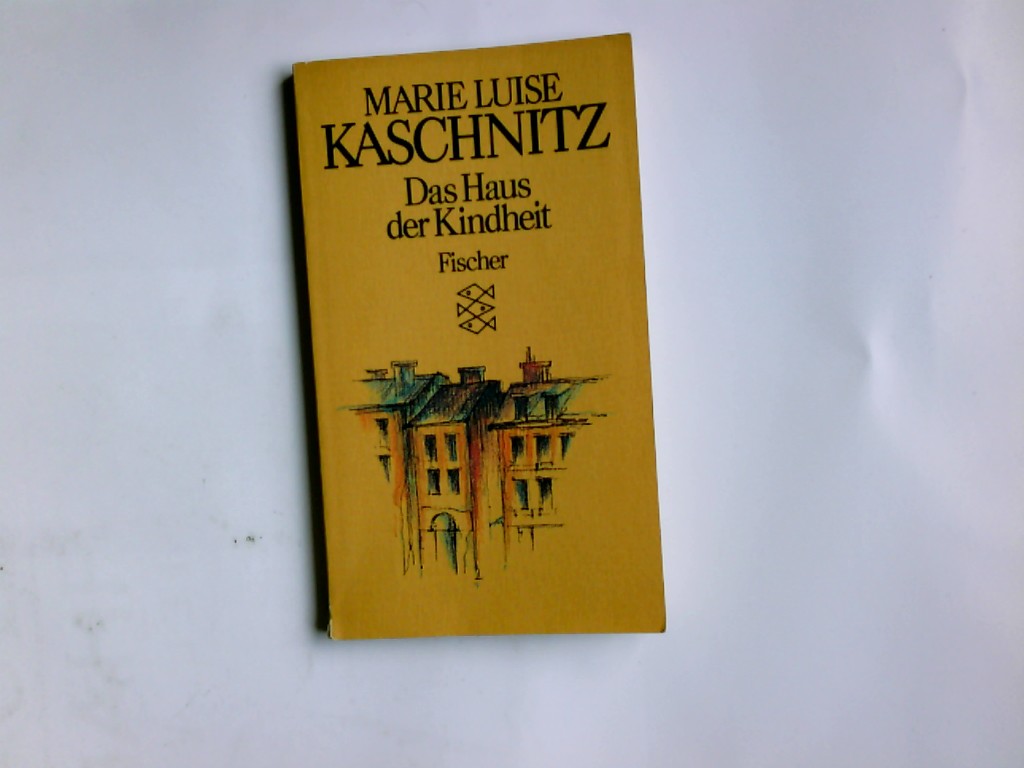 MARIE LUISE
KASCHNITZ
Das Haus
der Kindheit
Fischer